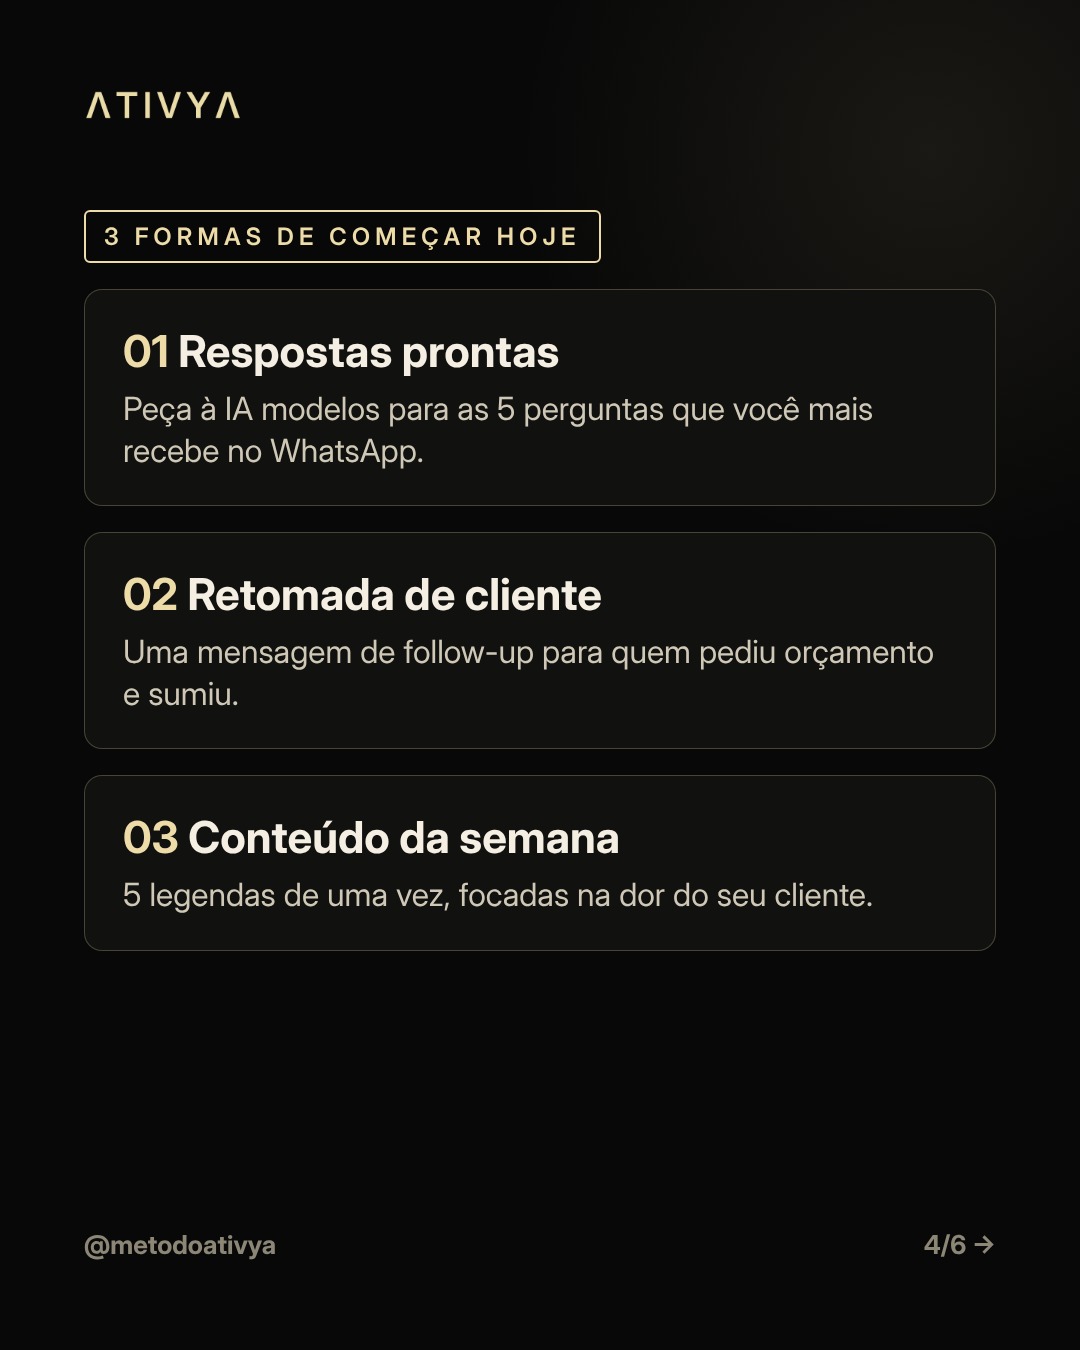 ATIVYA
3 FORMAS DE COMEÇAR HOJE
01 Respostas prontas
Peça à IA modelos para as 5 perguntas que você mais
recebe no WhatsApp.
02 Retomada de cliente
Uma mensagem de follow-up para quem pediu orçamento
e sumiu.
03 Conteúdo da semana
5 legendas de uma vez, focadas na dor do seu cliente.
@metodoativya
4/6 →